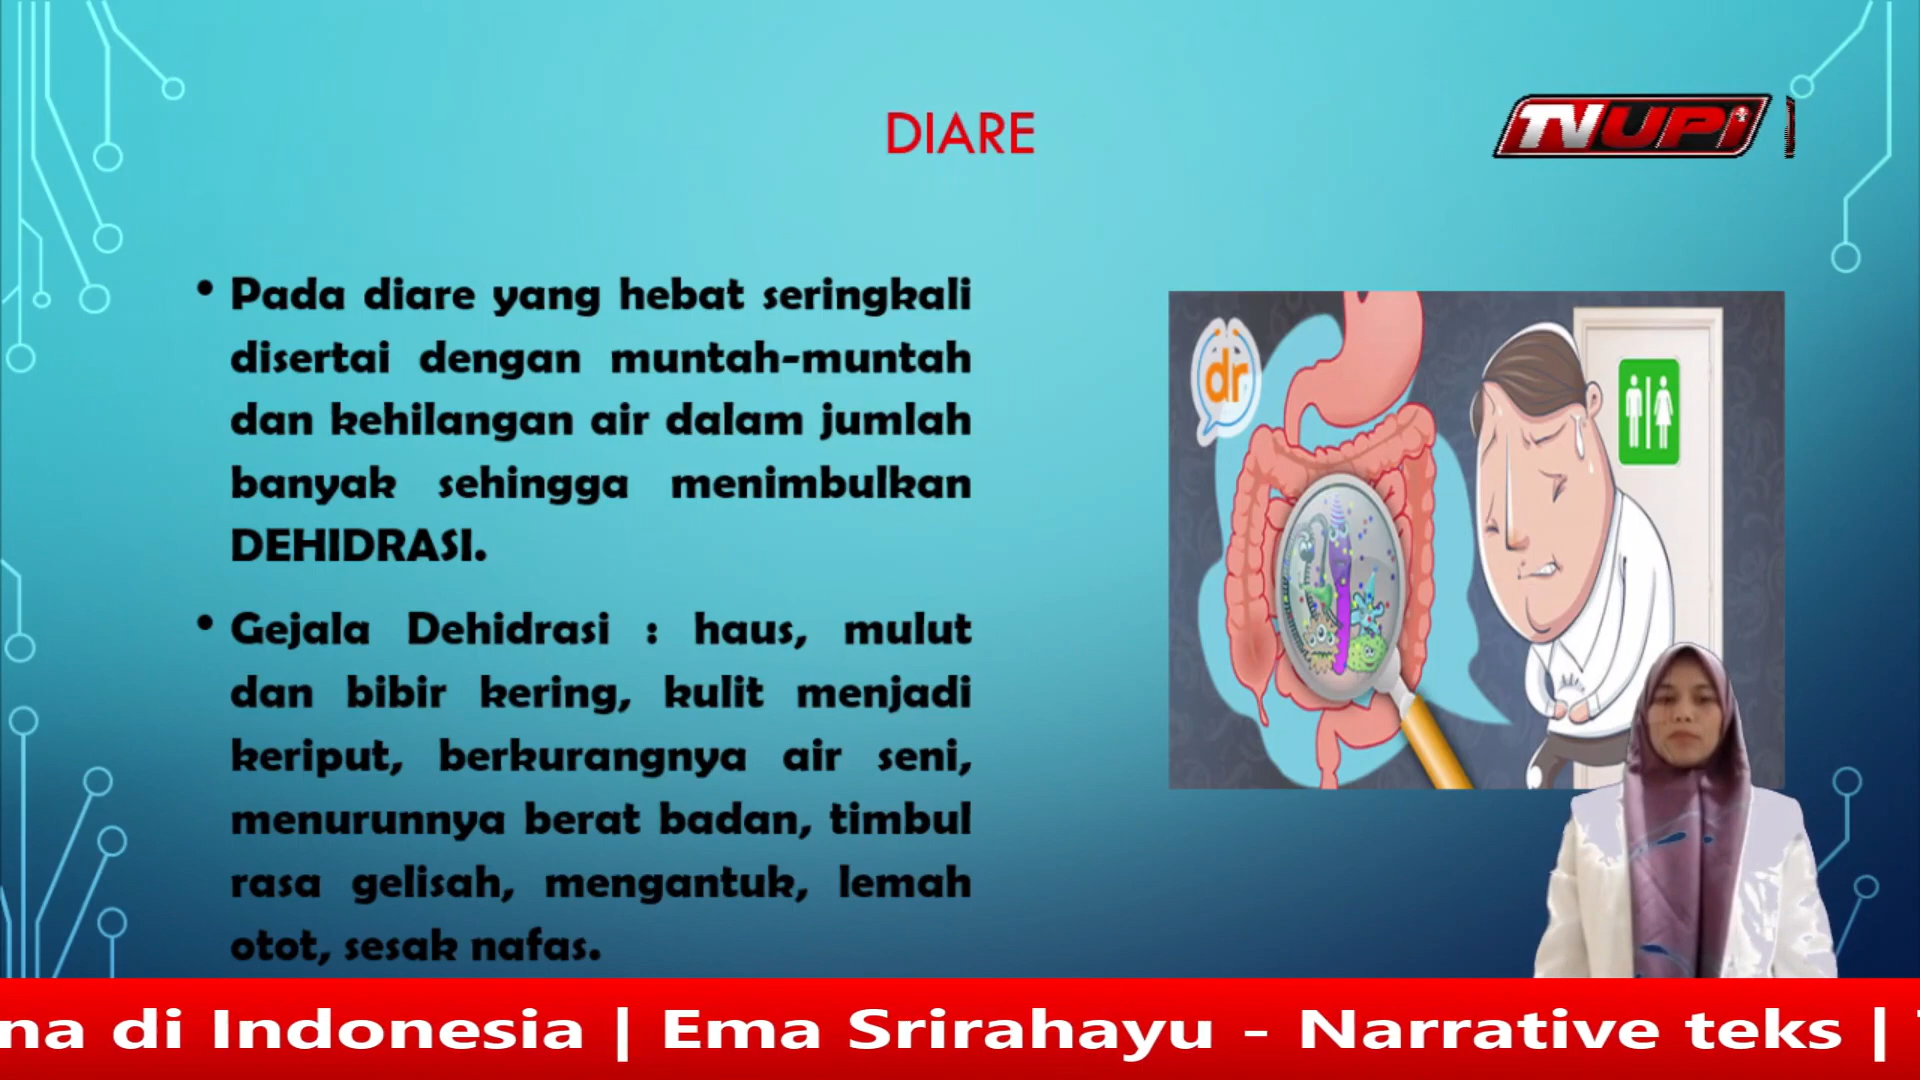 DIARE
TVUPI
• Pada diare yang hebat seringkali
disertai dengan muntah-muntah
dan kehilangan air dalam jumlah
banyak sehingga menimbulkan
DEHIDRASI.
• Gejala Dehidrasi : haus, mulut
dan bibir kering, kulit menjadi
keriput, berkurangnya air seni,
menurunnya berat badan, timbul
rasa gelisah, mengantuk, lemah
otot, sesak nafas.
dr
na di Indonesia | Ema Srirahayu - Narrative teks |